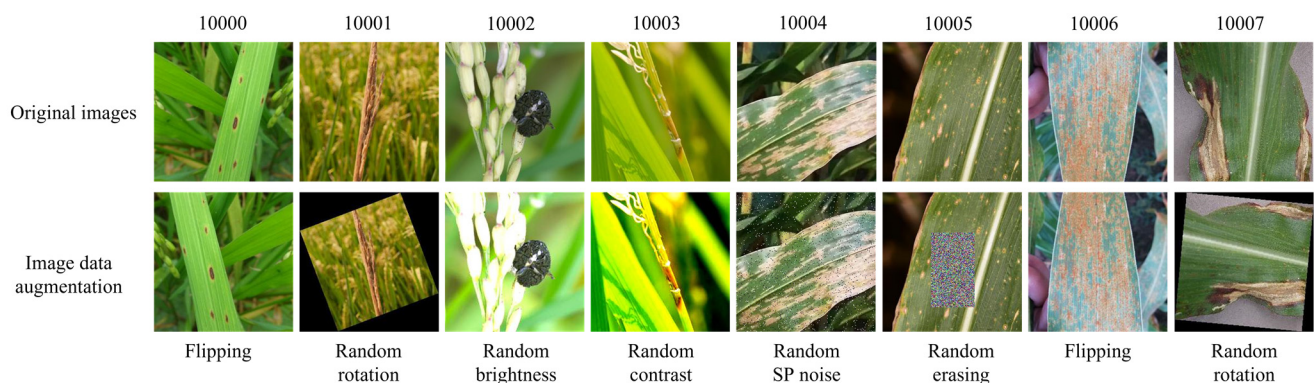 10000 10001 10002 10003 10004 10005 10006 10007
Original images
Image data
augmentation
Flipping Random Random Random Random Random Flipping Random
rotation brightness contrast SP noise erasing rotation